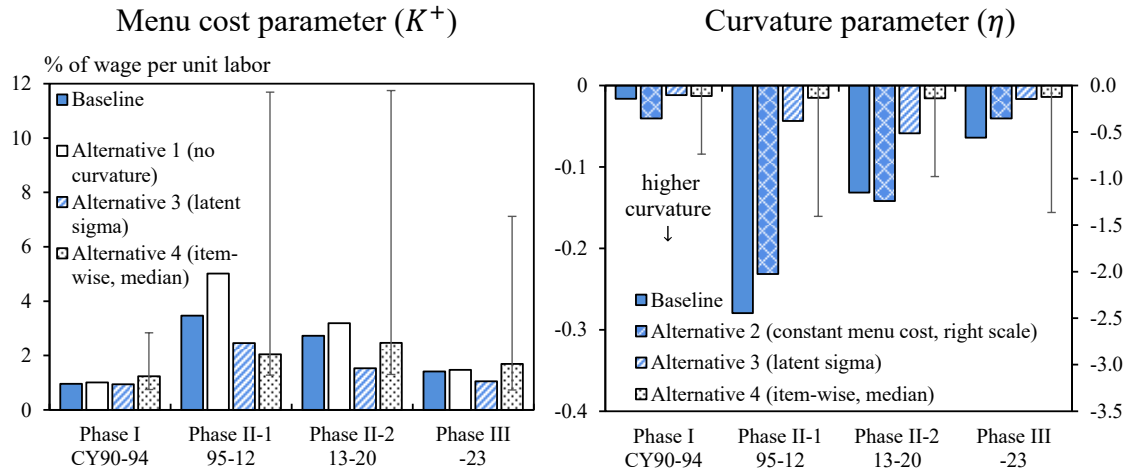 Menu cost parameter (K⁺)
% of wage per unit labor
12
10
8
6
4
2
0
Baseline
Alternative 1 (no
curvature)
Alternative 3 (latent
sigma)
Alternative 4 (item-
wise, median)
Phase I
CY90-94
Phase II-1
95-12
Phase II-2
13-20
Phase III
-23
Curvature parameter (η)
0
-0.1
-0.2
-0.3
-0.4
0.0
-0.5
-1.0
-1.5
-2.0
-2.5
-3.0
-3.5
higher
curvature
↓
Baseline
Alternative 2 (constant menu cost, right scale)
Alternative 3 (latent sigma)
Alternative 4 (item-wise, median)
Phase I
CY90-94
Phase II-1
95-12
Phase II-2
13-20
Phase III
-23